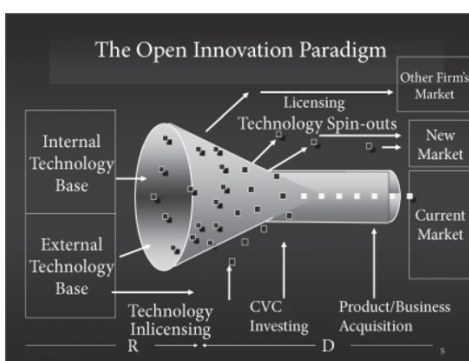 The Open Innovation Paradigm
Other Firm's
Market
Licensing
Technology Spin-outs
New
Market
Internal
Technology
Base
Current
Market
External
Technology
Base
Technology
Inlicensing
CVC
Investing
Product/Business
Acquisition
R
D
5